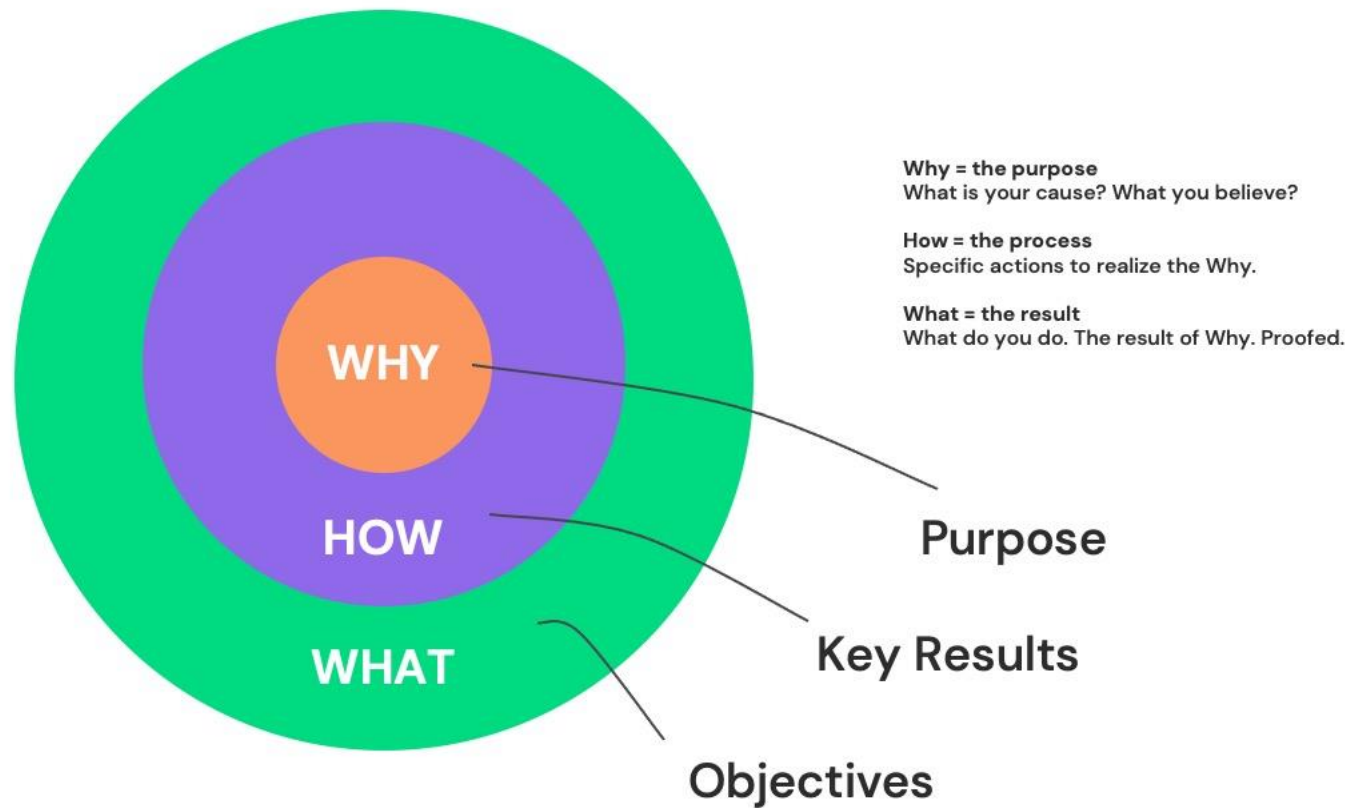 WHY
HOW
WHAT
Why = the purpose
What is your cause? What you believe?
How = the process
Specific actions to realize the Why.
What = the result
What do you do. The result of Why. Proofed.
Purpose
Key Results
Objectives